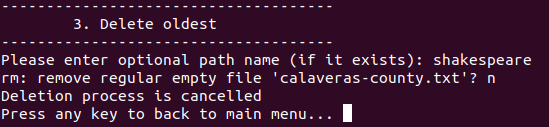 -------------------------------------
3. Delete oldest
-------------------------------------
Please enter optional path name (if it exists): shakespeare
rm: remove regular empty file 'calaveras-county.txt'? n
Deletion process is cancelled
Press any key to back to main menu...